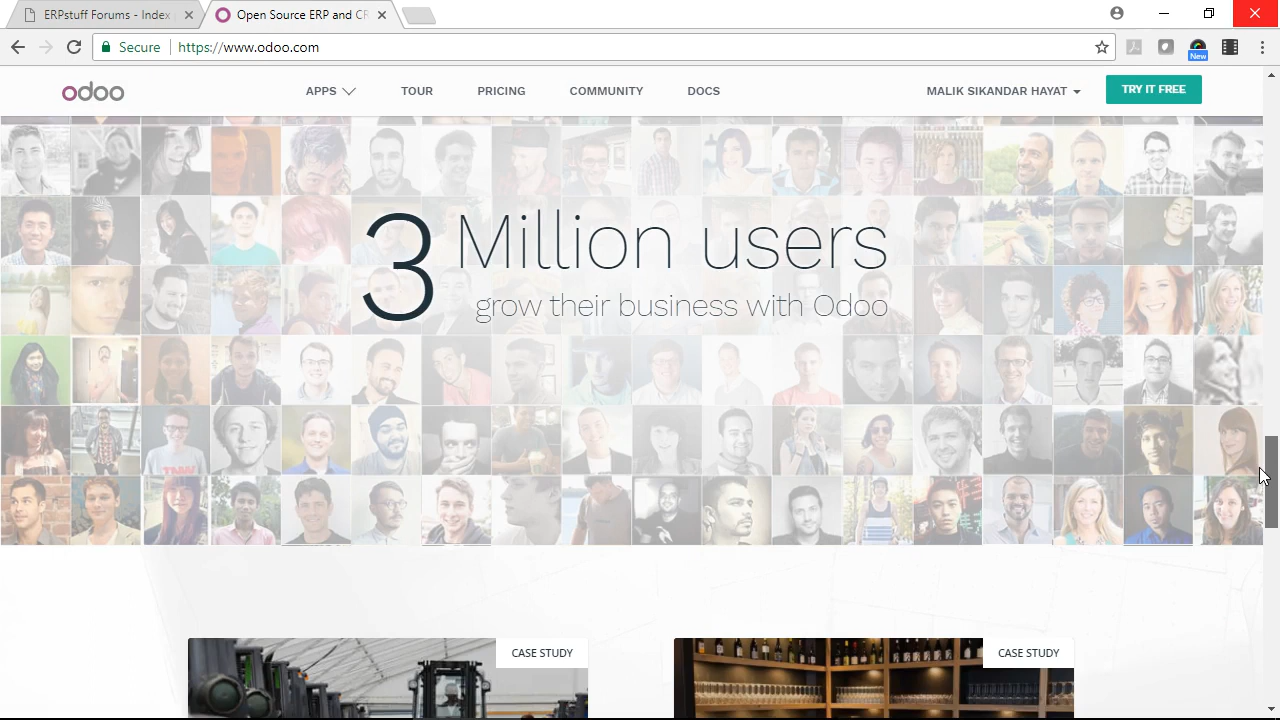 ERPstuff Forums - Index
Open Source ERP and CR
Secure
https://www.odoo.com
New
odoo
APPS
TOUR
PRICING
COMMUNITY
DOCS
MALIK SIKANDAR HAYAT
TRY IT FREE
3 Million users
grow their business with Odoo
CASE STUDY
CASE STUDY